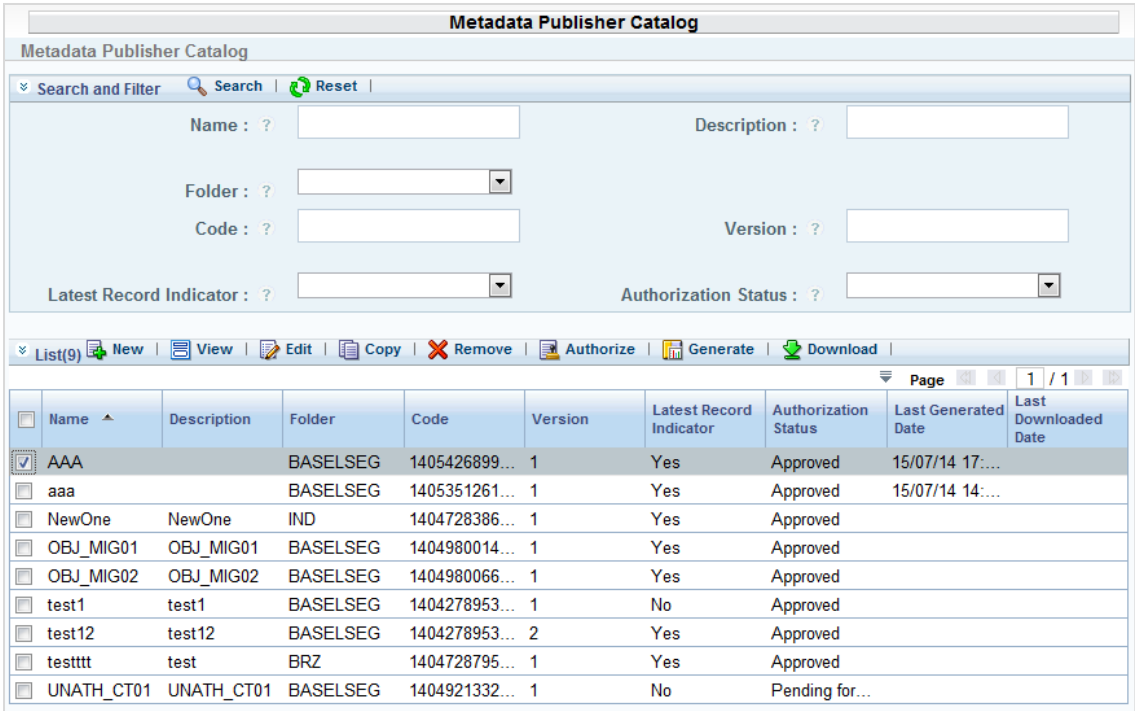 Metadata Publisher Catalog
Metadata Publisher Catalog
Search and Filter Search | Reset |
Name : ? Description : ?
Folder : ?
Code : ? Version : ?
Latest Record Indicator : ? Authorization Status : ?
List(9) New | View | Edit | Copy | Remove | Authorize | Generate | Download |
Page 1 / 1
Name Description Folder Code Version Latest Record Indicator Authorization Status Last Generated Date Last Downloaded Date
AAA BASELSEG 1405426899... 1 Yes Approved 15/07/14 17:...
aaa BASELSEG 1405351261... 1 Yes Approved 15/07/14 14:...
NewOne NewOne IND 1404728386... 1 Yes Approved
OBJ_MIG01 OBJ_MIG01 BASELSEG 1404980014... 1 Yes Approved
OBJ_MIG02 OBJ_MIG02 BASELSEG 1404980066... 1 Yes Approved
test1 test1 BASELSEG 1404278953... 1 No Approved
test12 test12 BASELSEG 1404278953... 2 Yes Approved
testttt test BRZ 1404728795... 1 Yes Approved
UNATH_CT01 UNATH_CT01 BASELSEG 1404921332... 1 No Pending for...